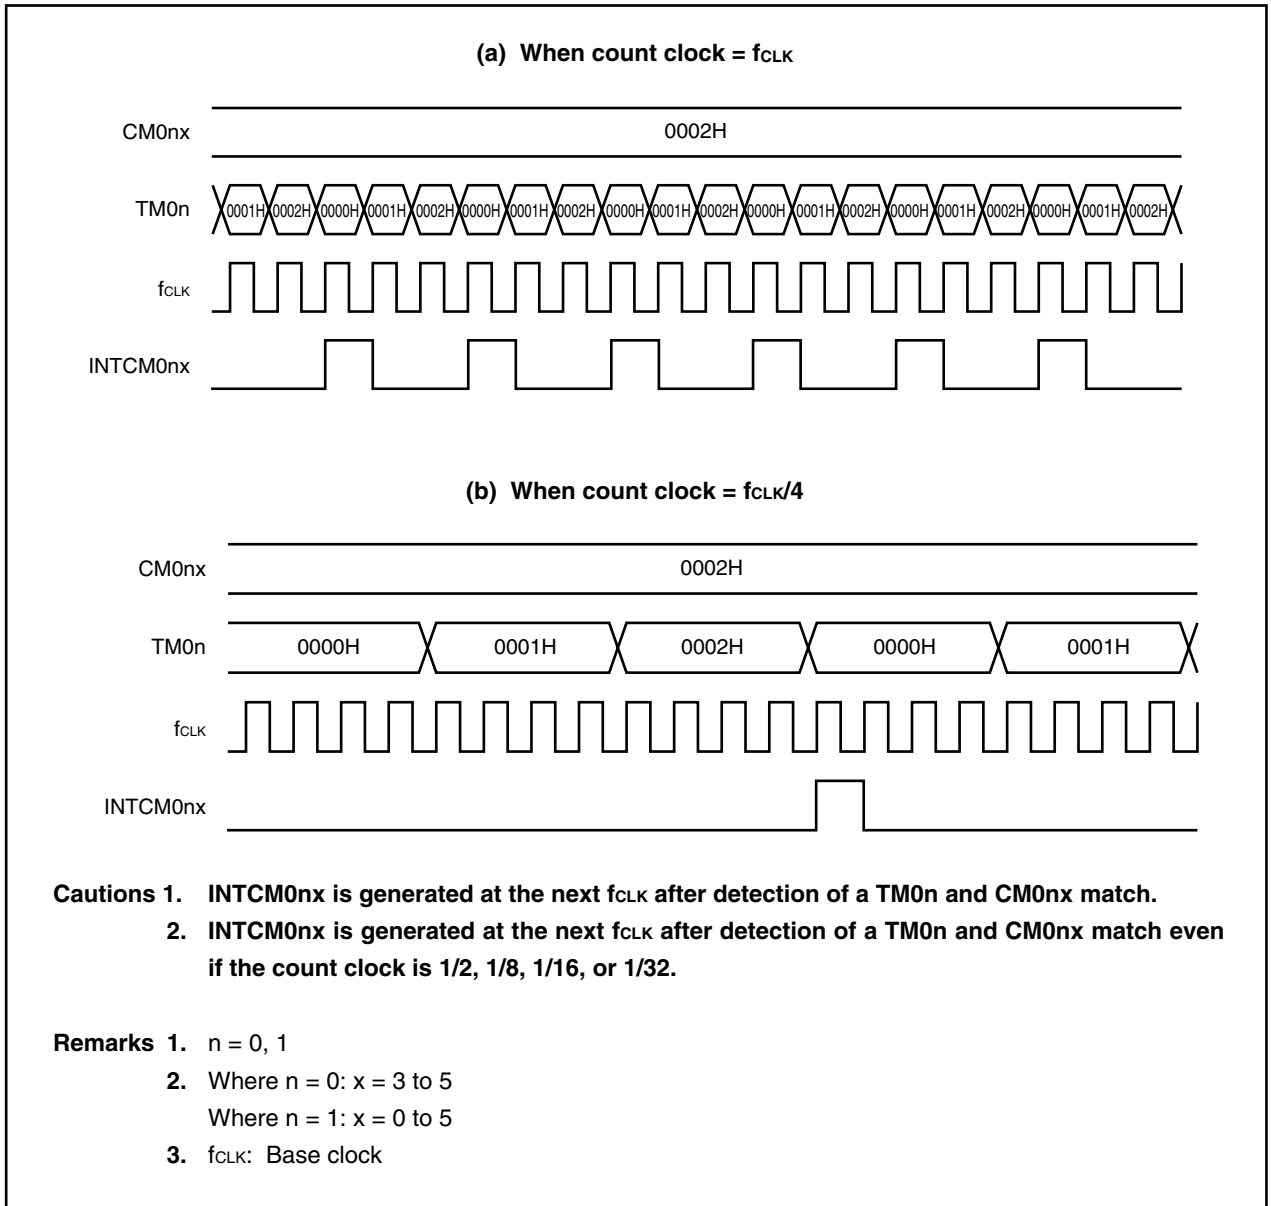 (a) When count clock = fCLK
CM0nx 0002H
TM0n 0001H 0002H 0000H 0001H 0002H 0000H 0001H 0002H 0000H 0001H 0002H 0000H 0001H 0002H 0000H 0001H 0002H 0000H 0001H 0002H
fCLK
INTCM0nx
(b) When count clock = fCLK/4
CM0nx 0002H
TM0n 0000H 0001H 0002H 0000H 0001H
fCLK
INTCM0nx
Cautions 1. INTCM0nx is generated at the next fCLK after detection of a TM0n and CM0nx match.
2. INTCM0nx is generated at the next fCLK after detection of a TM0n and CM0nx match even
if the count clock is 1/2, 1/8, 1/16, or 1/32.
Remarks 1. n = 0, 1
2. Where n = 0: x = 3 to 5
Where n = 1: x = 0 to 5
3. fCLK: Base clock